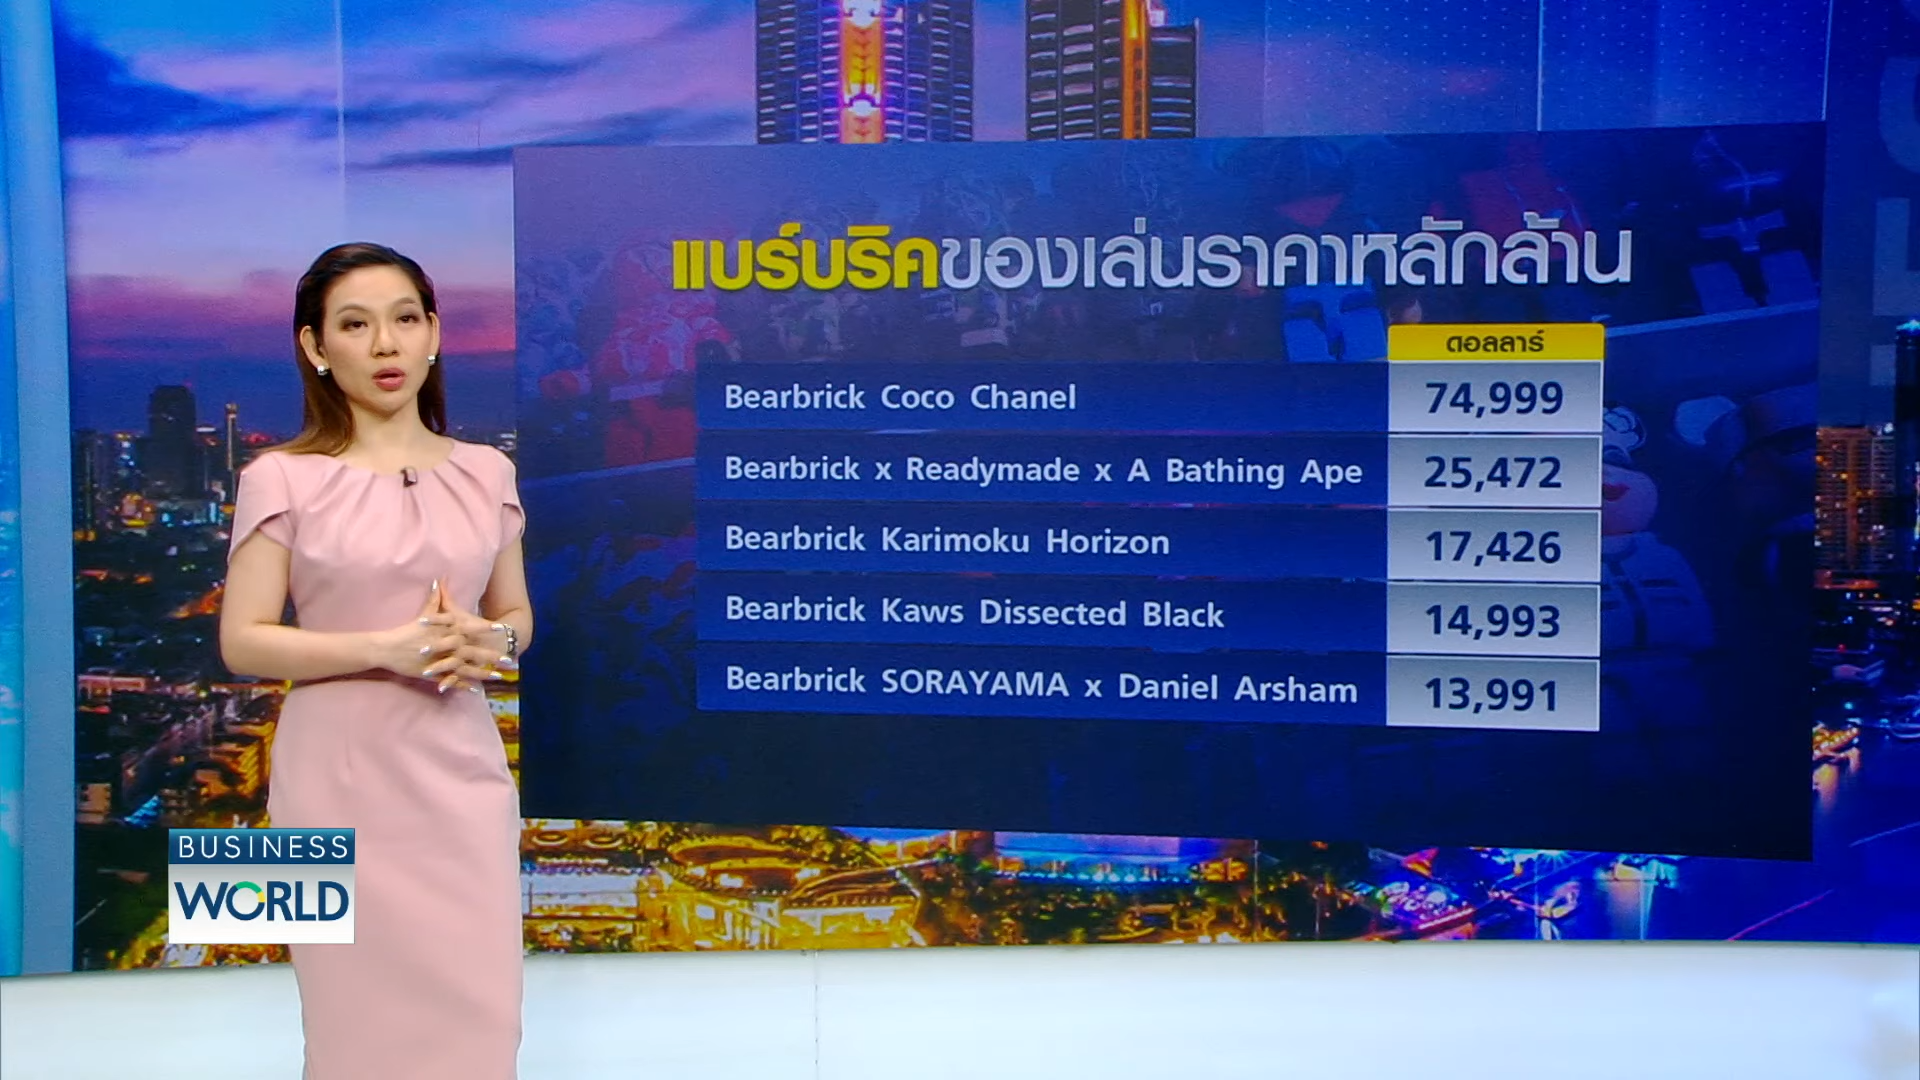 แบร์บริคของเล่นราคาหลักล้าน
ดอลลาร์
Bearbrick Coco Chanel 74,999
Bearbrick x Readymade x A Bathing Ape 25,472
Bearbrick Karimoku Horizon 17,426
Bearbrick Kaws Dissected Black 14,993
Bearbrick SORAYAMA x Daniel Arsham 13,991
BUSINESS
WORLD